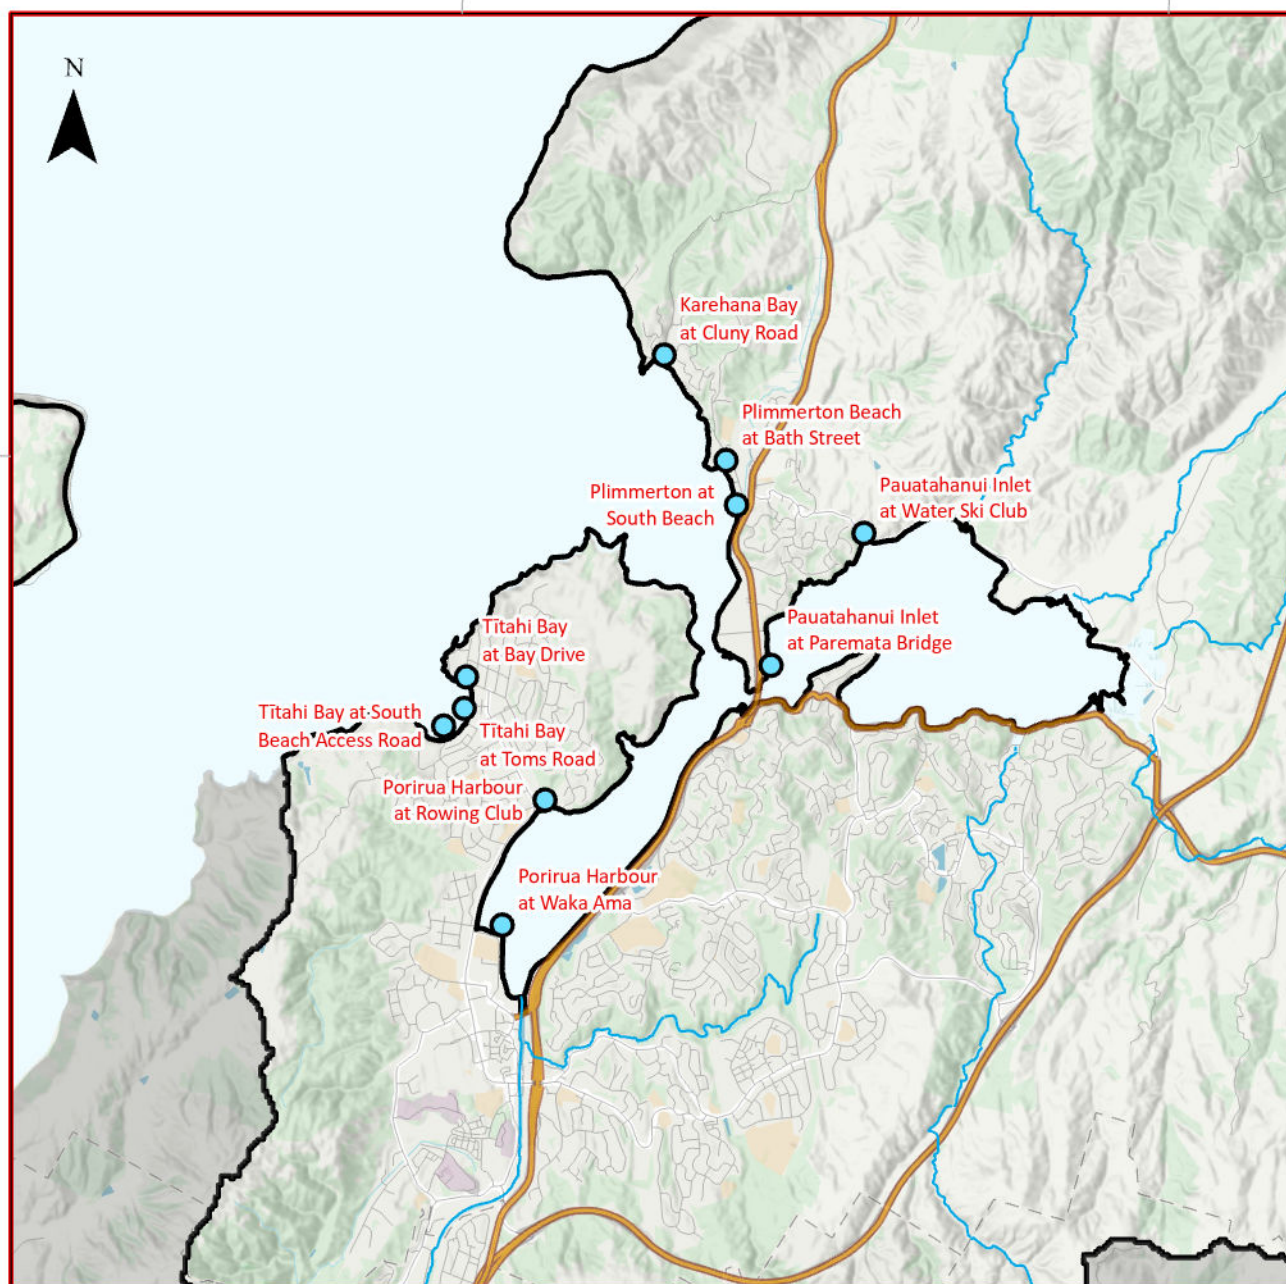 N
Karehana Bay
at Cluny Road
Plimmerton Beach
at Bath Street
Plimmerton at
South Beach
Pauatahanui Inlet
at Water Ski Club
Pauatahanui Inlet
at Paremata Bridge
Tītahi Bay
at Bay Drive
Tītahi Bay at South
Beach Access Road
Tītahi Bay
at Toms Road
Porirua Harbour
at Rowing Club
Porirua Harbour
at Waka Ama